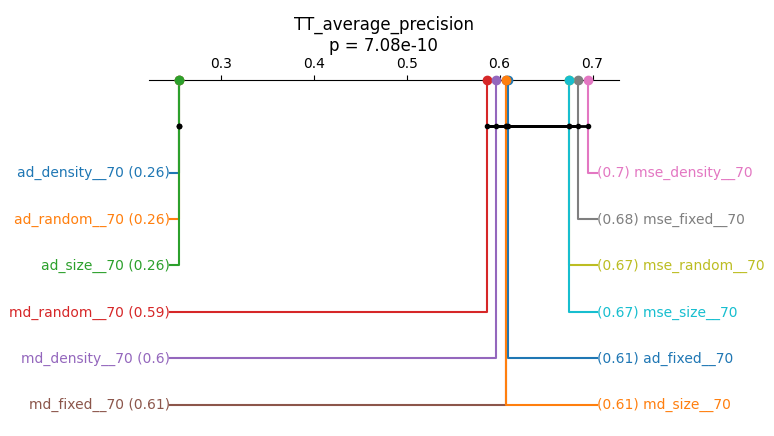 TT_average_precision
p = 7.08e-10
0.3 0.4 0.5 0.6 0.7
ad_density__70 (0.26) (0.7) mse_density__70
ad_random__70 (0.26) (0.68) mse_fixed__70
ad_size__70 (0.26) (0.67) mse_random__70
md_random__70 (0.59) (0.67) mse_size__70
md_density__70 (0.6) (0.61) ad_fixed__70
md_fixed__70 (0.61) (0.61) md_size__70